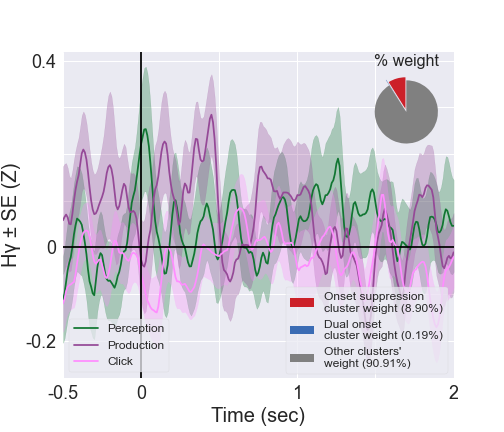 % weight
0.4
0
-0.2
Hγ ± SE (Z)
Perception
Production
Click
Onset suppression
cluster weight (8.90%)
Dual onset
cluster weight (0.19%)
Other clusters'
weight (90.91%)
-0.5
0
1
2
Time (sec)